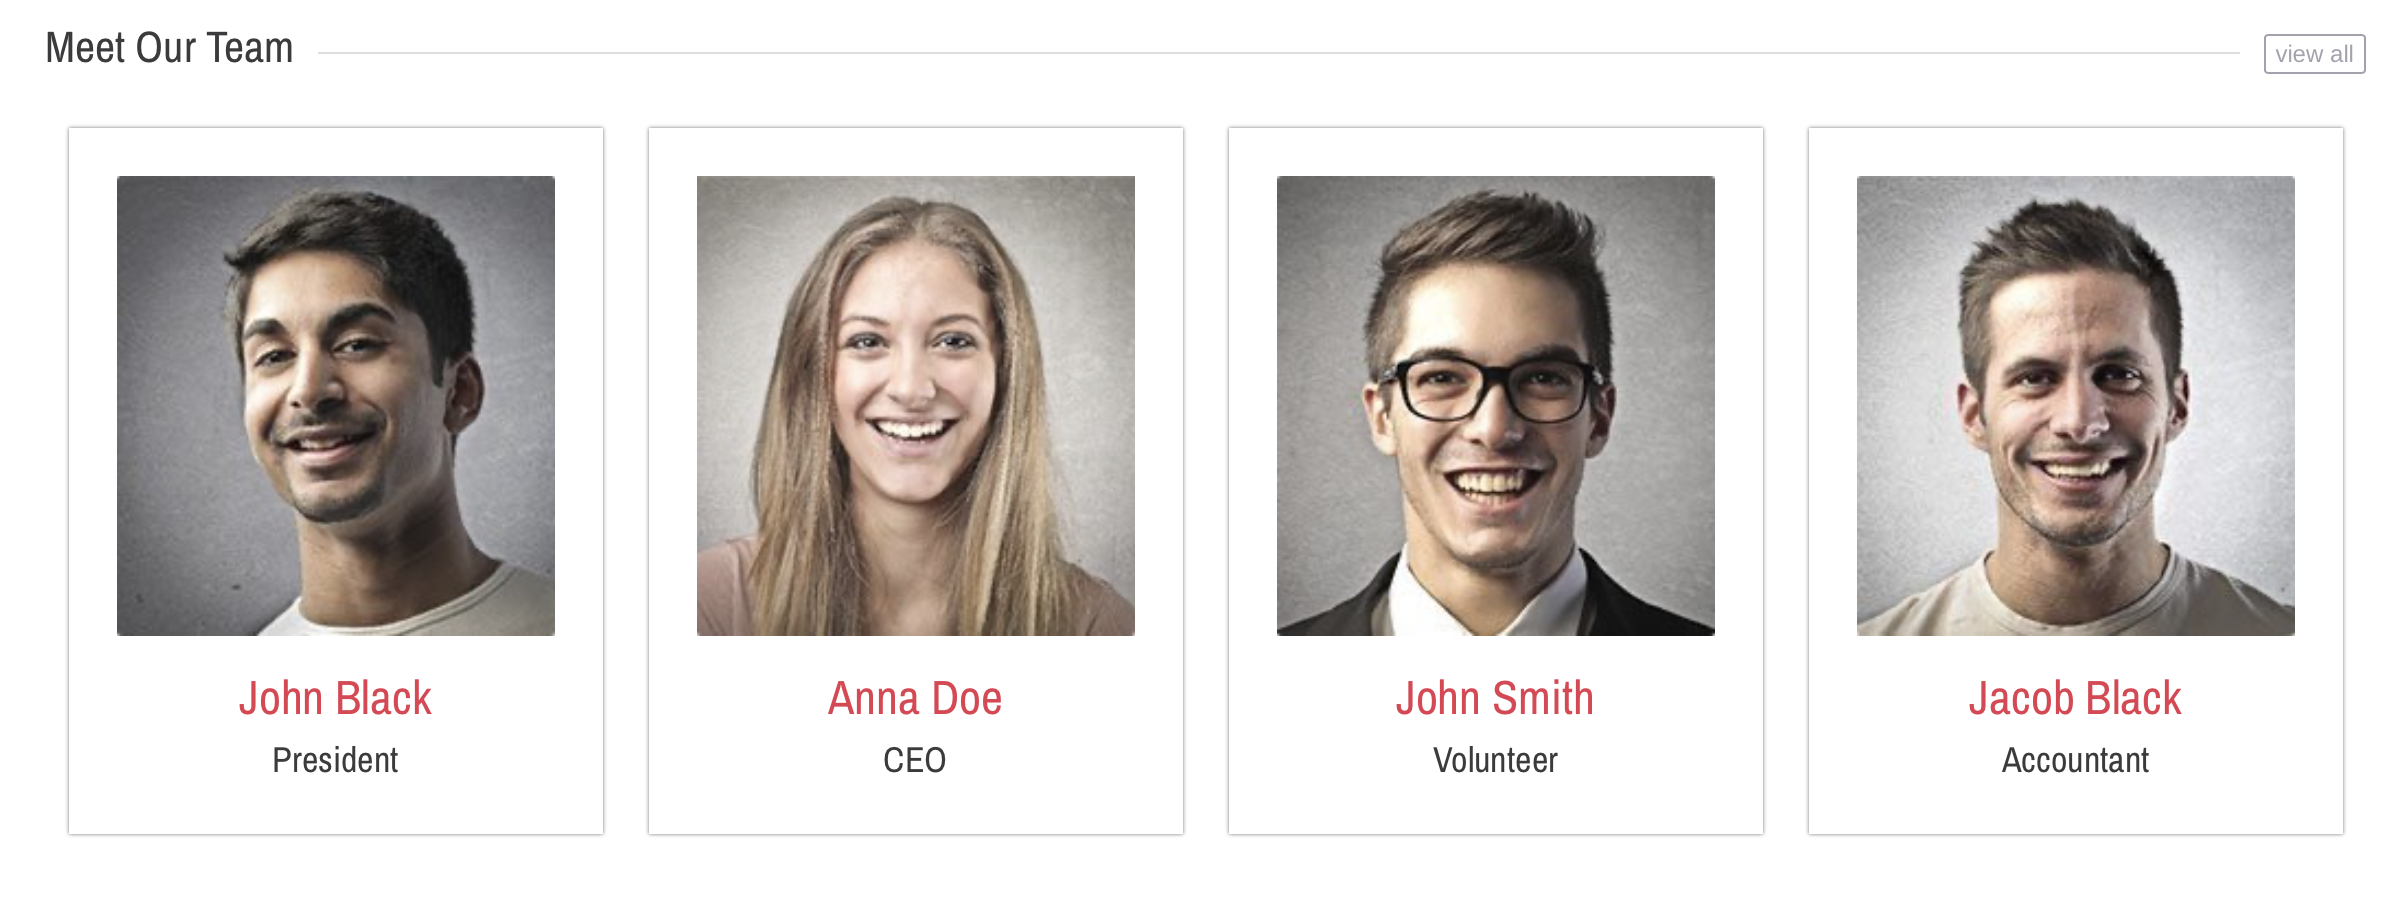 Meet Our Team
view all
John Black
President
Anna Doe
CEO
John Smith
Volunteer
Jacob Black
Accountant